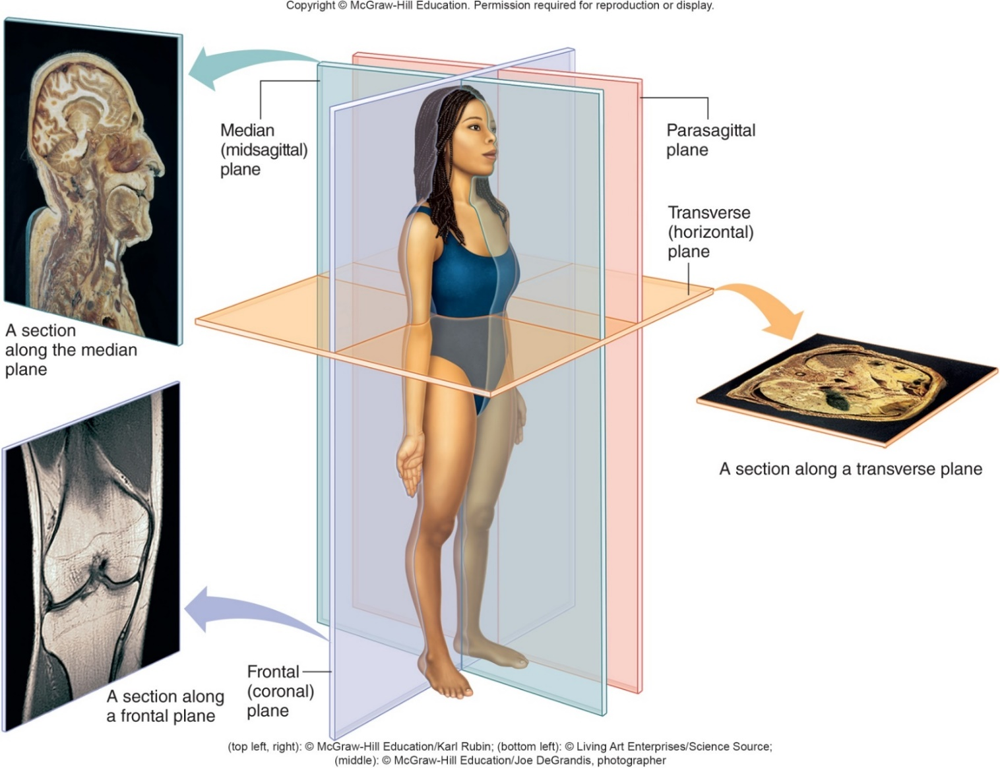 Copyright © McGraw-Hill Education. Permission required for reproduction or display.
Median
(midsagittal)
plane
Parasagittal
plane
Transverse
(horizontal)
plane
A section
along the median
plane
A section along a transverse plane
Frontal
(coronal)
plane
A section along
a frontal plane
(top left, right): © McGraw-Hill Education/Karl Rubin; (bottom left): © Living Art Enterprises/Science Source;
(middle): © McGraw-Hill Education/Joe DeGrandis, photographer